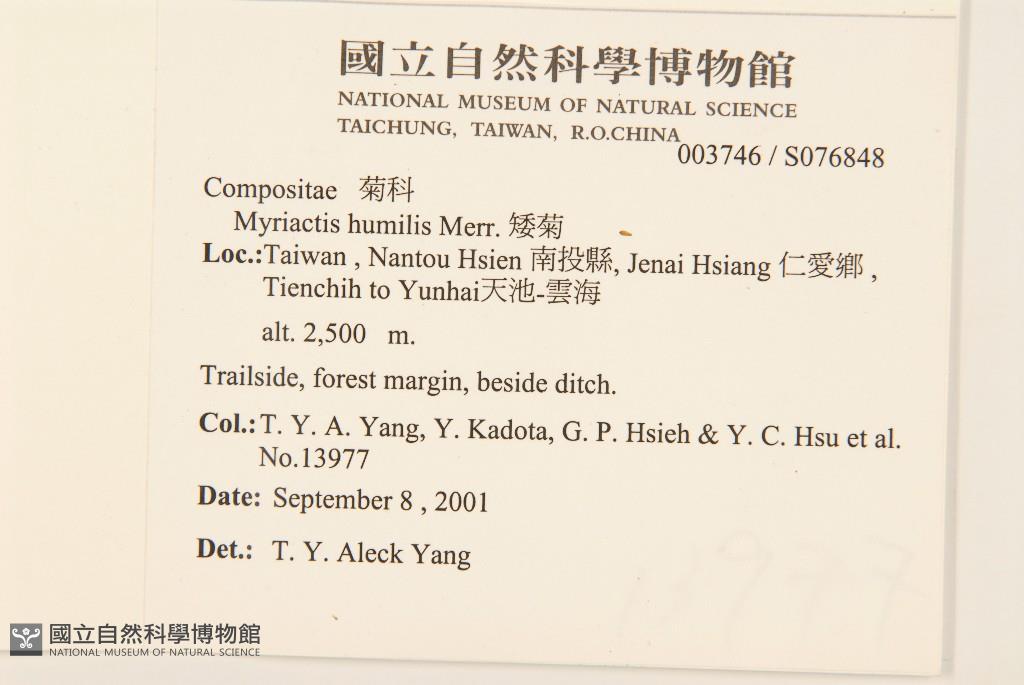 國立自然科學博物館
NATIONAL MUSEUM OF NATURAL SCIENCE
TAICHUNG, TAIWAN, R.O.CHINA
003746 / S076848
Compositae 菊科
Myriactis humilis Merr. 矮菊
Loc.:Taiwan , Nantou Hsien 南投縣, Jenai Hsiang 仁愛鄉 ,
Tienchih to Yunhai天池-雲海
alt. 2,500 m.
Trailside, forest margin, beside ditch.
Col.: T. Y. A. Yang, Y. Kadota, G. P. Hsieh & Y. C. Hsu et al.
No.13977
Date: September 8 , 2001
Det.: T. Y. Aleck Yang
國立自然科學博物館
NATIONAL MUSEUM OF NATURAL SCIENCE